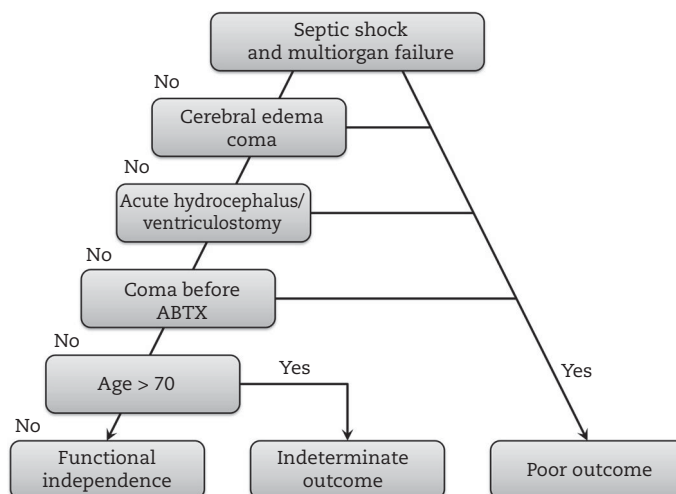 Septic shock
and multiorgan failure
No
Cerebral edema
coma
No
Acute hydrocephalus/
ventriculostomy
No
Coma before
ABTX
No
Age > 70
Yes
Yes
No
Functional
independence
Indeterminate
outcome
Poor outcome